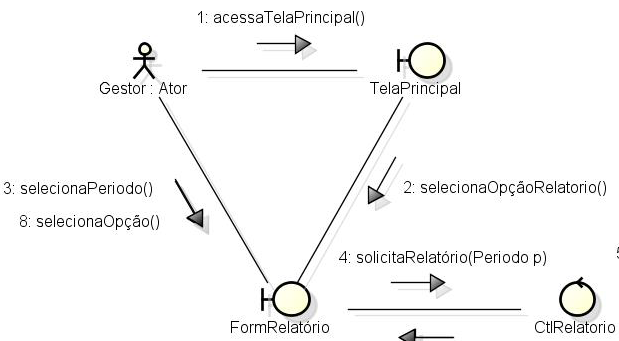 1: acessaTelaPrincipal()
Gestor : Ator
TelaPrincipal
3: selecionaPeriodo()
2: selecionaOpçãoRelatorio()
8: selecionaOpção()
4: solicitaRelatório(Periodo p)
FormRelatório
CtlRelatorio